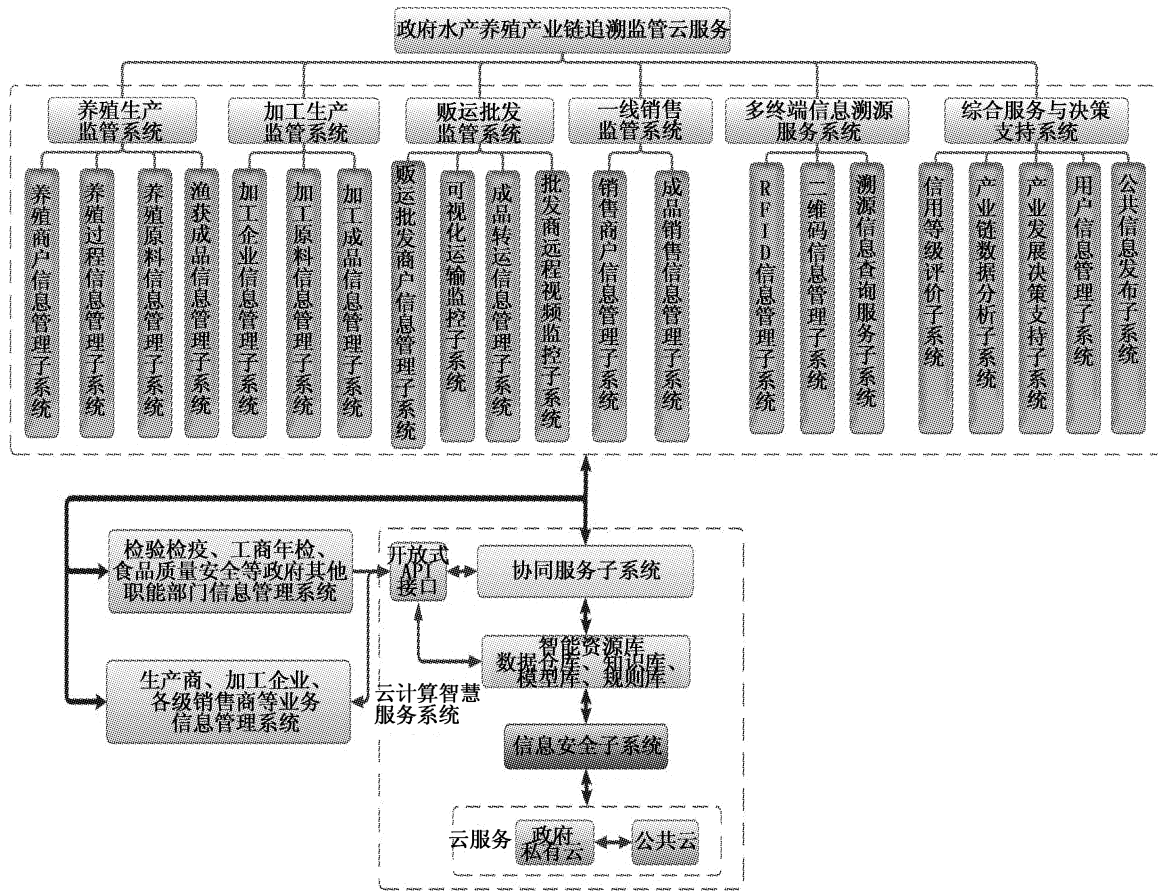 政府水产养殖产业链追溯监管云服务
养殖生产
监管系统
加工生产
监管系统
贩运批发
监管系统
一线销售
监管系统
多终端信息溯源
服务系统
综合服务与决策
支持系统
养殖商户信息管理子系统
养殖过程信息管理子系统
养殖原料信息管理子系统
渔获成品信息管理子系统
加工企业信息管理子系统
加工原料信息管理子系统
加工成品信息管理子系统
贩运批发商户信息管理子系统
可视化运输监控子系统
成品转运信息管理子系统
批发商远程视频监控子系统
销售商户信息管理子系统
成品销售信息管理子系统
RFID信息管理子系统
二维码信息管理子系统
溯源信息查询服务子系统
信用等级评价子系统
产业链数据分析子系统
产业发展决策支持子系统
用户信息管理子系统
公共信息发布子系统
检验检疫、工商年检、
食品质量安全等政府其他
职能部门信息管理系统
开放式
API
接口
协同服务子系统
智能资源库
数据仓库、知识库、
模型库、规则库
生产商、加工企业、
各级销售商等业务
信息管理系统
云计算智慧
服务系统
信息安全子系统
云服务
政府
私有云
公共云